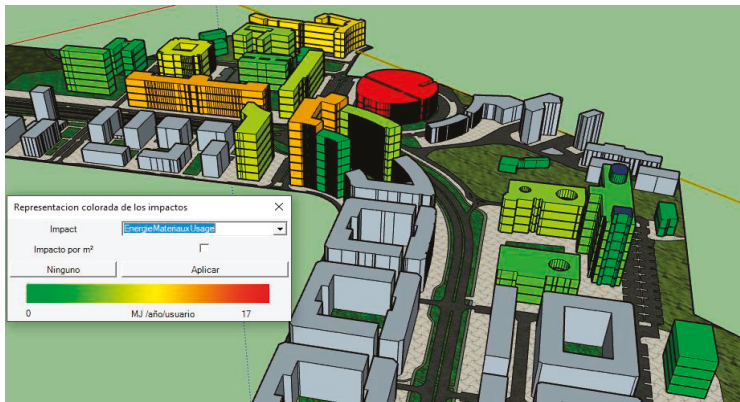 Representacion colorada de los impactos
Impact EnergieMateriauxUsage
Impacto por m²
Ninguno Aplicar
0 MJ /año/usuario 17